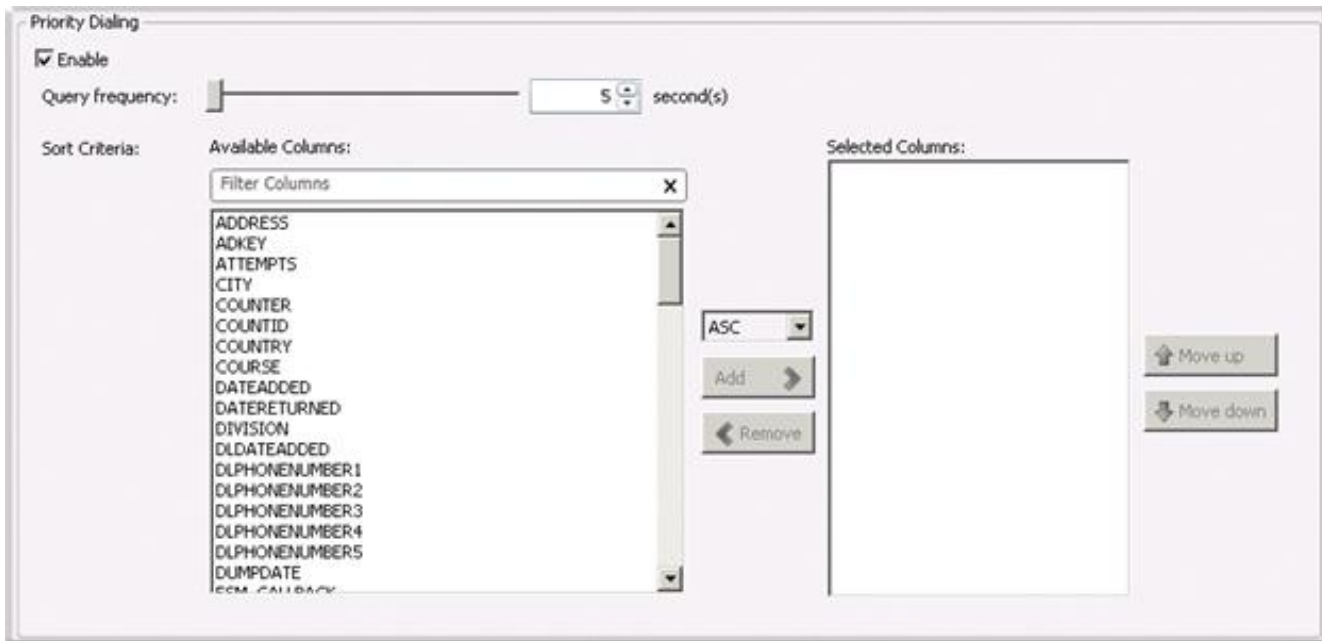 Priority Dialing
Enable
Query frequency: 5 second(s)
Sort Criteria: Available Columns: Selected Columns:
Filter Columns X
ADDRESS
ADKEY
ATTEMPTS
CITY
COUNTER
COUNTID
COUNTRY
COURSE
DATEADDED
DATERETURNED
DIVISION
DLDATEADDED
DLPHONENUMBER1
DLPHONENUMBER2
DLPHONENUMBER3
DLPHONENUMBER4
DLPHONENUMBER5
DUMPDATE
ESM_CALLBACK
ASC
Add
Remove
Move up
Move down